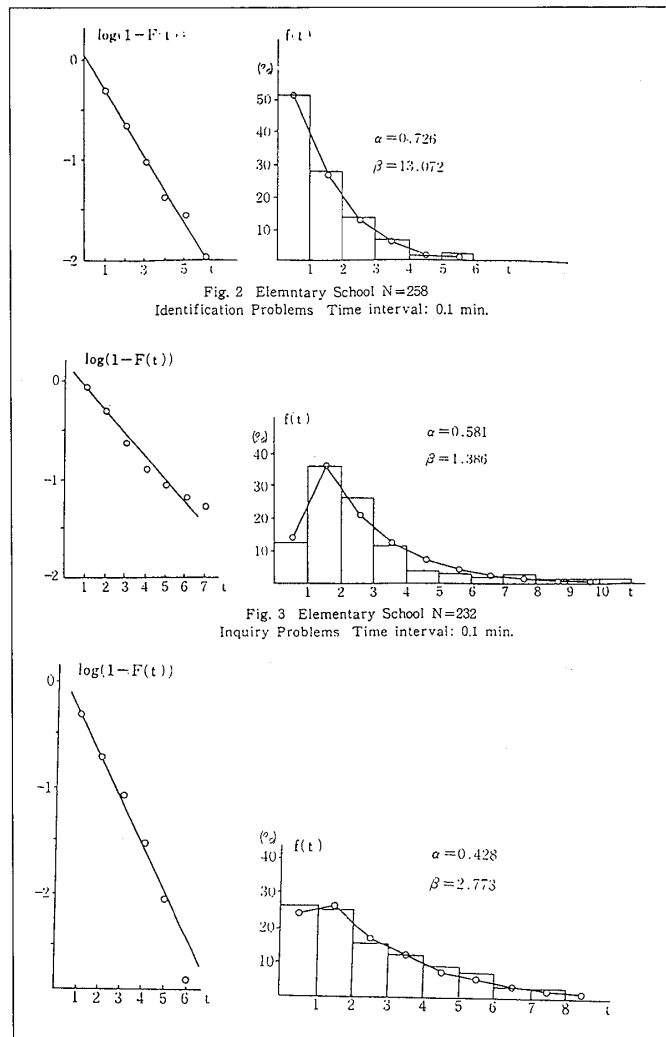 log(1−F(t))
f(t)
(%)
0
−1
−2
1 3 5 t
50
40
30
20
10
α=0.726
β=13.072
1 2 3 4 5 6 t
Fig. 2 Elemntary School N=258
Identification Problems Time interval: 0.1 min.
log(1−F(t))
0
−1
−2
1 2 3 4 5 6 7 t
f(t)
(%)
40
30
20
10
α=0.581
β=1.386
1 2 3 4 5 6 7 8 9 10 t
Fig. 3 Elementary School N=232
Inquiry Problems Time interval: 0.1 min.
log(1−F(t))
0
−1
−2
1 2 3 4 5 6 t
(%) f(t)
40
30
20
10
α=0.428
β=2.773
1 2 3 4 5 6 7 8 t